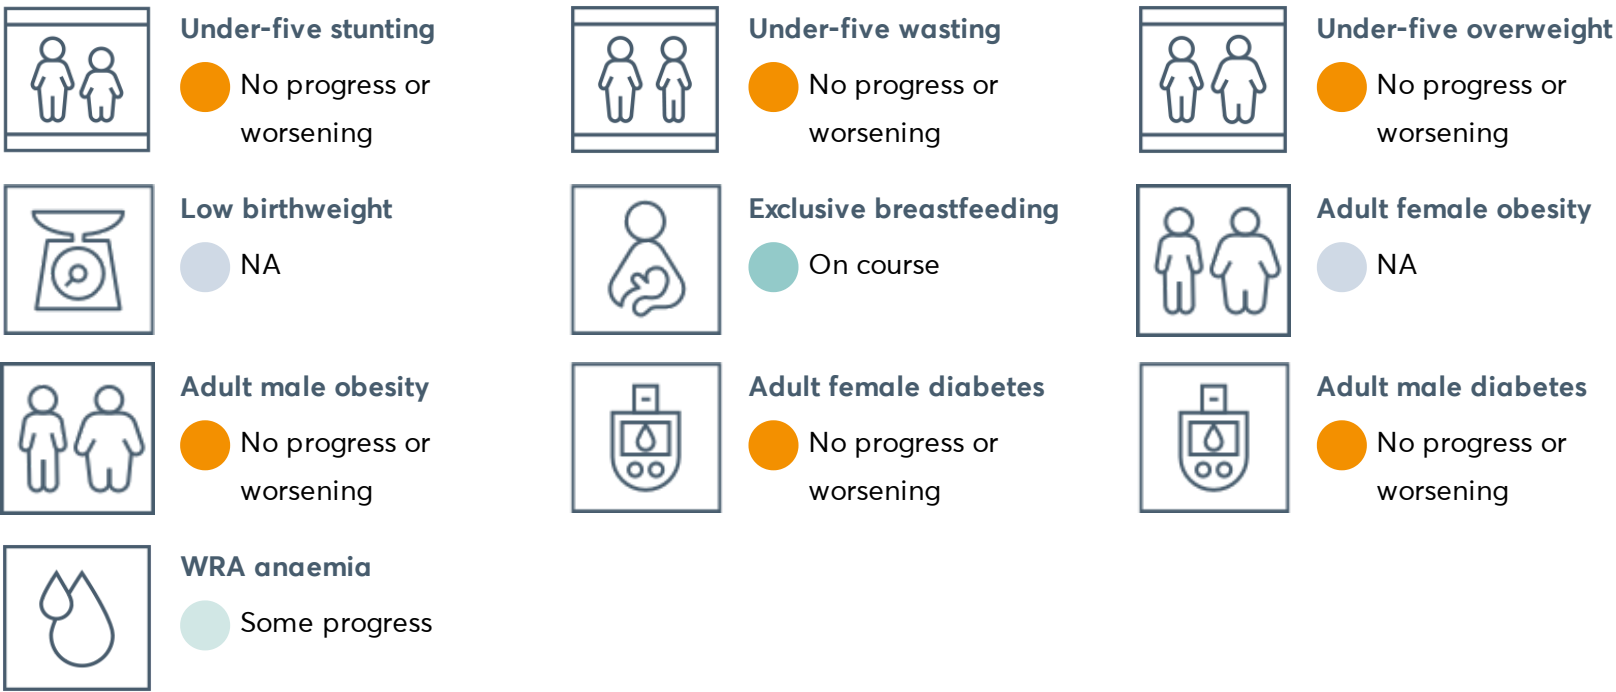 Under-five stunting
No progress or
worsening
Under-five wasting
No progress or
worsening
Under-five overweight
No progress or
worsening
Low birthweight
NA
Exclusive breastfeeding
On course
Adult female obesity
NA
Adult male obesity
No progress or
worsening
Adult female diabetes
No progress or
worsening
Adult male diabetes
No progress or
worsening
WRA anaemia
Some progress